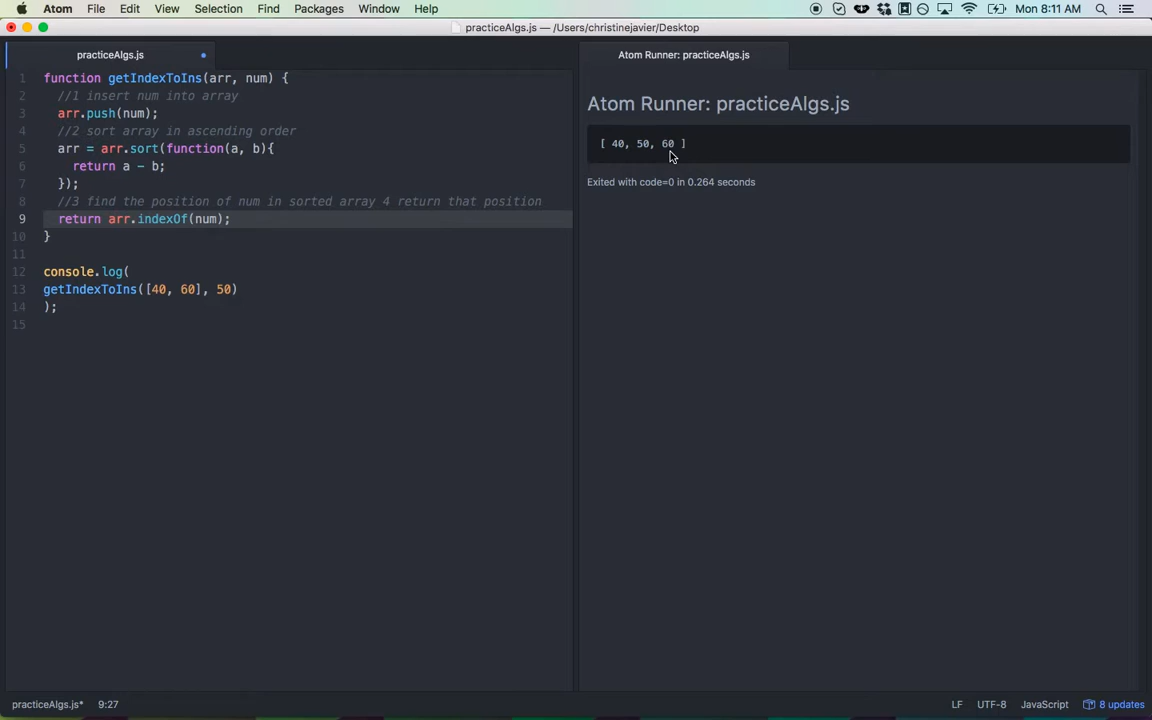 Atom File Edit View Selection Find Packages Window Help Mon 8:11 AM
practiceAlgs.js — /Users/christinejavier/Desktop
practiceAlgs.js
Atom Runner: practiceAlgs.js
1 function getIndexToIns(arr, num) {
2 //1 insert num into array
3 arr.push(num);
4 //2 sort array in ascending order
5 arr = arr.sort(function(a, b){
6 return a - b;
7 });
8 //3 find the position of num in sorted array 4 return that position
9 return arr.indexOf(num);
10 }
11
12 console.log(
13 getIndexToIns([40, 60], 50)
14 );
15
Atom Runner: practiceAlgs.js
[ 40, 50, 60 ]
Exited with code=0 in 0.264 seconds
practiceAlgs.js* 9:27 LF UTF-8 JavaScript 8 updates